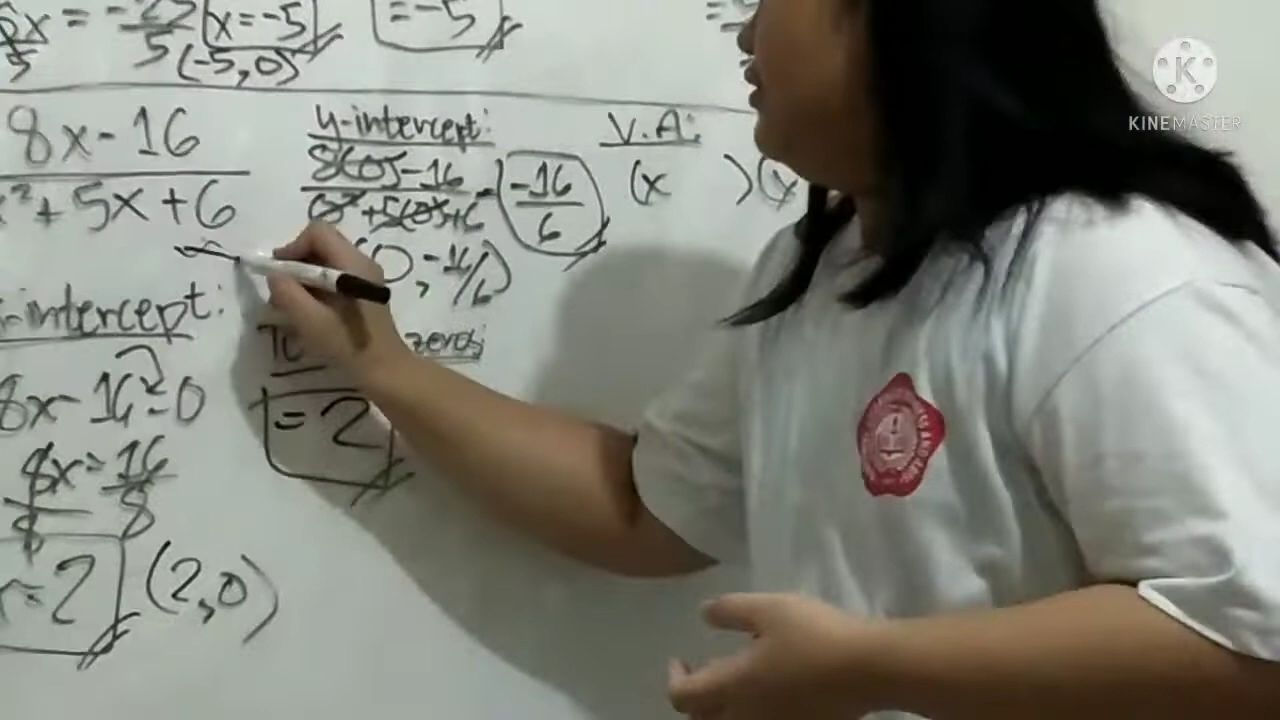 = -5
x = -5
(-5,0)
8x - 16
x² + 5x + 6
y-intercept:
8(0) - 16
0² + 5(0) + 6
= -16
6
(0, -16/6)
V.A:
(x )(x
x-intercept:
8x - 16 = 0
8x = 16
8 8
x = 2
(2,0)
zeros:
= 2
K
KINEMASTER